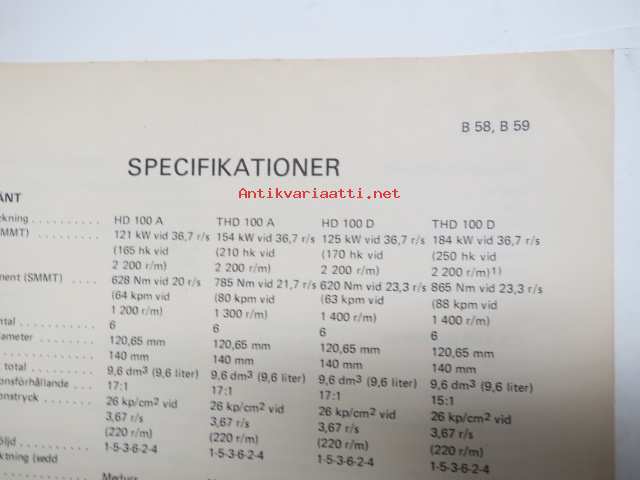 B 58, B 59
SPECIFIKATIONER
Antikvariaatti.net
ÄNT
HD 100 A THD 100 A HD 100 D THD 100 D
(SMMT) 121 kW vid 36,7 r/s 154 kW vid 36,7 r/s 125 kW vid 36,7 r/s 184 kW vid 36,7 r/s
(165 hk vid (210 hk vid (170 hk vid (250 hk vid
2 200 r/m) 2 200 r/m) 2 200 r/m) 2 200 r/m)1)
ment (SMMT) .... 628 Nm vid 20 r/s 785 Nm vid 21,7 r/s 620 Nm vid 23,3 r/s 865 Nm vid 23,3 r/s
(64 kpm vid (80 kpm vid (63 kpm vid (88 kpm vid
1 200 r/m) 1 300 r/m) 1 400 r/m) 1 400 r/m)
ntal 6 6 6 6
iameter 120,65 mm 120,65 mm 120,65 mm 120,65 mm
140 mm 140 mm 140 mm 140 mm
total 9,6 dm³ (9,6 liter) 9,6 dm³ (9,6 liter) 9,6 dm³ (9,6 liter) 9,6 dm³ (9,6 liter)
onsförhållande 17:1 17:1 17:1 15:1
onstryck 26 kp/cm² vid 26 kp/cm² vid 26 kp/cm² vid 26 kp/cm² vid
3,67 r/s 3,67 r/s 3,67 r/s 3,67 r/s
(220 r/m) (220 r/m) (220 r/m) (220 r/m)
öljd 1-5-3-6-2-4 1-5-3-6-2-4 1-5-3-6-2-4 1-5-3-6-2-4
ktning (vedd
Medurs